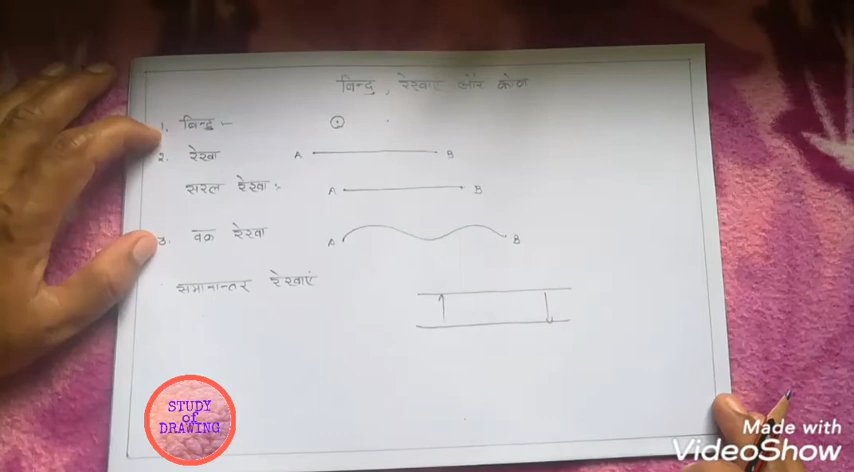 बिन्दु, रेखाएं और कोण
1. बिन्दु :-
2. रेखा A B
सरल रेखा :- A B
3. वक्र रेखा A B
समानान्तर रेखाएं
STUDY
of
DRAWING
Made with
VideoShow